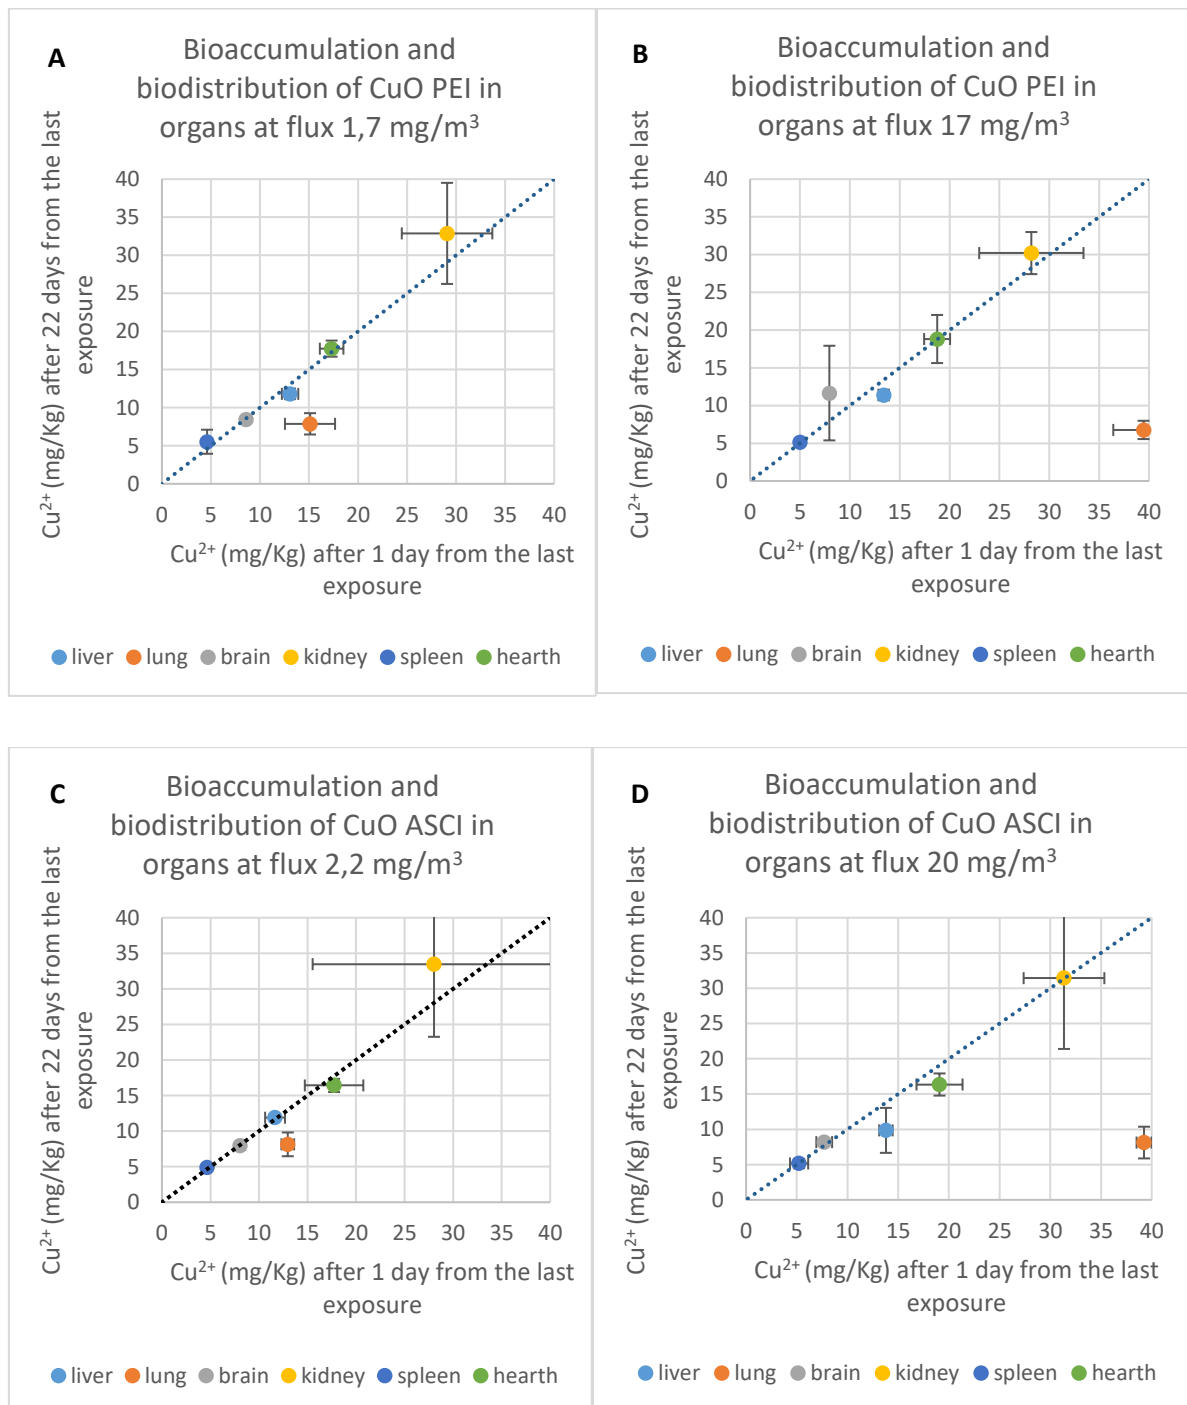 A
Bioaccumulation and
biodistribution of CuO PEI in
organs at flux 1,7 mg/m³
Cu²⁺ (mg/Kg) after 22 days from the last
exposure
40
35
30
25
20
15
10
5
0
0 5 10 15 20 25 30 35 40
Cu²⁺ (mg/Kg) after 1 day from the last
exposure
liver lung brain kidney spleen hearth
B
Bioaccumulation and
biodistribution of CuO PEI in
organs at flux 17 mg/m³
Cu²⁺ (mg/Kg) after 22 days from the last
exposure
40
35
30
25
20
15
10
5
0
0 5 10 15 20 25 30 35 40
Cu²⁺ (mg/Kg) after 1 day from the last
exposure
liver lung brain kidney spleen hearth
C
Bioaccumulation and
biodistribution of CuO ASCI in
organs at flux 2,2 mg/m³
Cu²⁺ (mg/Kg) after 22 days from the last
exposure
40
35
30
25
20
15
10
5
0
0 5 10 15 20 25 30 35 40
Cu²⁺ (mg/Kg) after 1 day from the last
exposure
liver lung brain kidney spleen hearth
D
Bioaccumulation and
biodistribution of CuO ASCI in
organs at flux 20 mg/m³
Cu²⁺ (mg/Kg) after 22 days from the last
exposure
40
35
30
25
20
15
10
5
0
0 5 10 15 20 25 30 35 40
Cu²⁺ (mg/Kg) after 1 day from the last
exposure
liver lung brain kidney spleen hearth